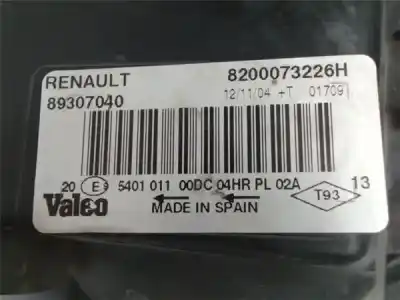 RENAULT 8200073226H
89307040 12/11/04 +T 01709
20 E9 5401 011 00DC 04HR PL 02A 13
Valeo MADE IN SPAIN T93